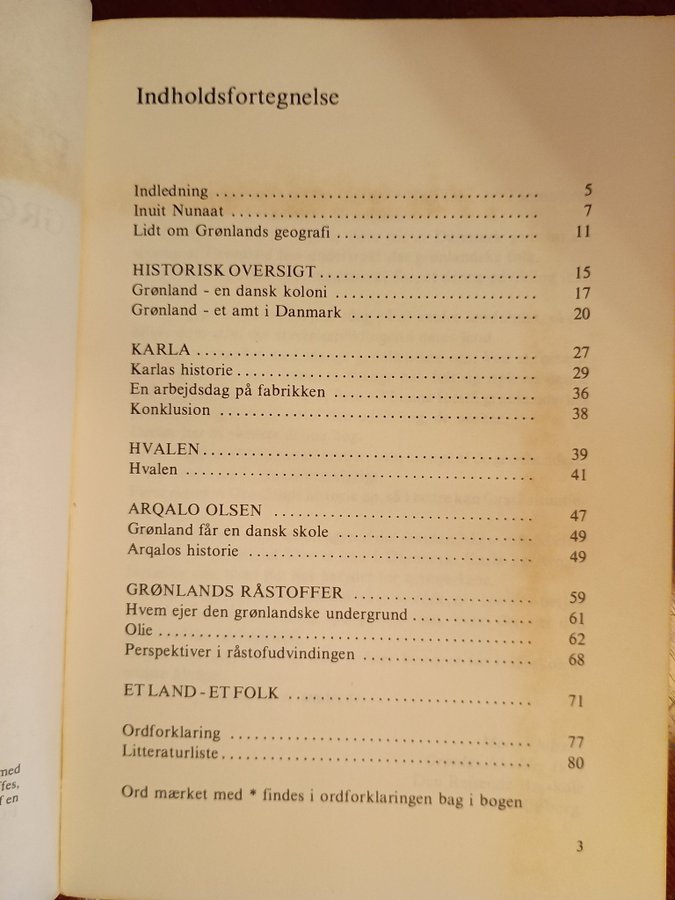 Indholdsfortegnelse
Indledning ........................................ 5
Inuit Nunaat ...................................... 7
Lidt om Grønlands geografi ......................... 11
HISTORISK OVERSIGT ........................... 15
Grønland - en dansk koloni .......................... 17
Grønland - et amt i Danmark ....................... 20
KARLA .......................................... 27
Karlas historie ..................................... 29
En arbejdsdag på fabrikken .......................... 36
Konklusion ....................................... 38
HVALEN ......................................... 39
Hvalen ........................................... 41
ARQALO OLSEN ................................ 47
Grønland får en dansk skole ........................ 49
Arqalos historie ................................... 49
GRØNLANDS RÅSTOFFER ...................... 59
Hvem ejer den grønlandske undergrund ............... 61
Olie .............................................. 62
Perspektiver i råstofudvindingen ..................... 68
ET LAND - ET FOLK .............................. 71
Ordforklaring ..................................... 77
Litteraturliste ...................................... 80
Ord mærket med * findes i ordforklaringen bag i bogen
3